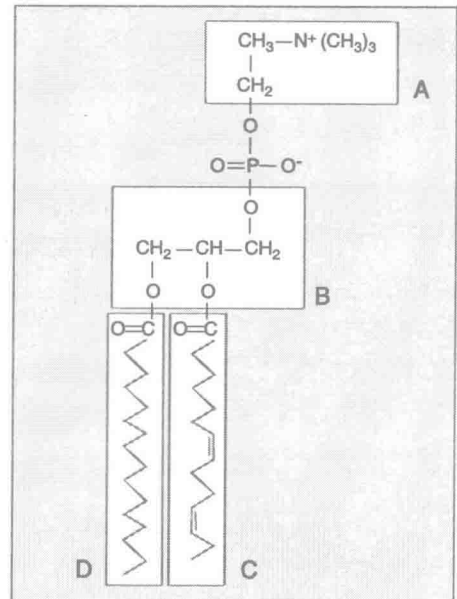 CH₃—N⁺(CH₃)₃
CH₂
A
O
O=P—O⁻
O
CH₂—CH—CH₂
O O
B
O=C O=C
D C